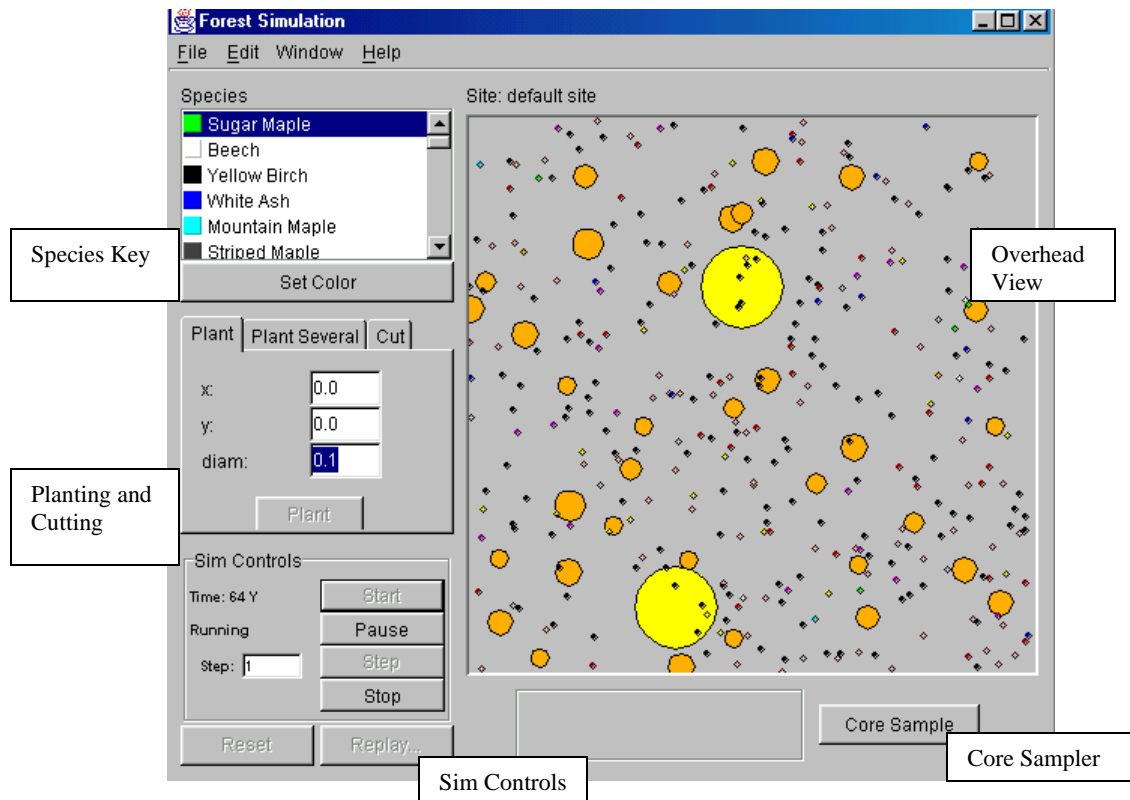 Forest Simulation
File Edit Window Help
Species
Sugar Maple
Beech
Yellow Birch
White Ash
Mountain Maple
Striped Maple
Set Color
Site: default site
Species Key
Overhead
View
Plant Plant Several Cut
x: 0.0
y: 0.0
diam: 0.1
Plant
Planting and
Cutting
Sim Controls
Time: 64 Y Start
Running Pause
Step: 1 Step
Stop
Reset Replay...
Core Sample
Core Sampler
Sim Controls